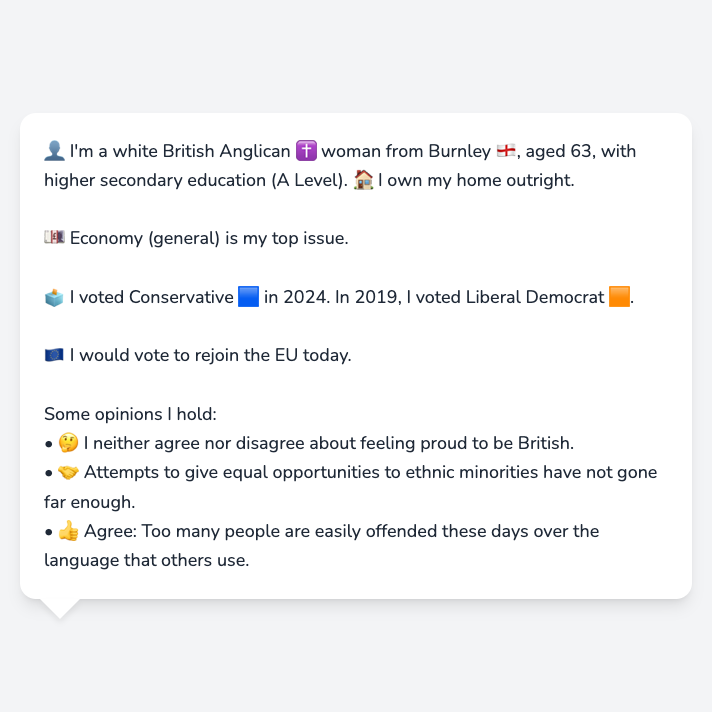 👤 I'm a white British Anglican ✝️ woman from Burnley 🏴󠁧󠁢󠁥󠁮󠁧󠁿, aged 63, with
higher secondary education (A Level). 🏠 I own my home outright.
💷 Economy (general) is my top issue.
🗳️ I voted Conservative 🟦 in 2024. In 2019, I voted Liberal Democrat 🟧.
🇪🇺 I would vote to rejoin the EU today.
Some opinions I hold:
• 🤔 I neither agree nor disagree about feeling proud to be British.
• 🤝 Attempts to give equal opportunities to ethnic minorities have not gone
far enough.
• 👍 Agree: Too many people are easily offended these days over the
language that others use.